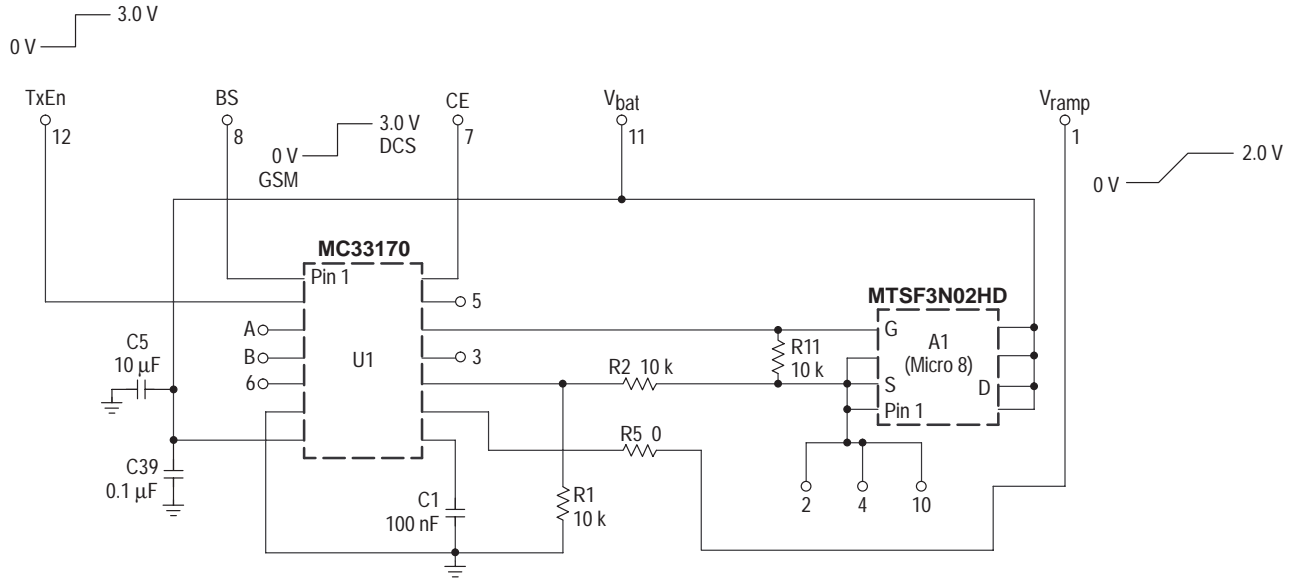 3.0 V
0 V
TxEn
12
BS
8
CE
7
3.0 V
DCS
0 V
GSM
Vbat
11
Vramp
1
2.0 V
0 V
MC33170
Pin 1
U1
A
B
6
5
3
MTSF3N02HD
G
A1
(Micro 8)
S
D
Pin 1
R11
10 k
R2 10 k
R5 0
C5
10 µF
C39
0.1 µF
C1
100 nF
R1
10 k
2
4
10